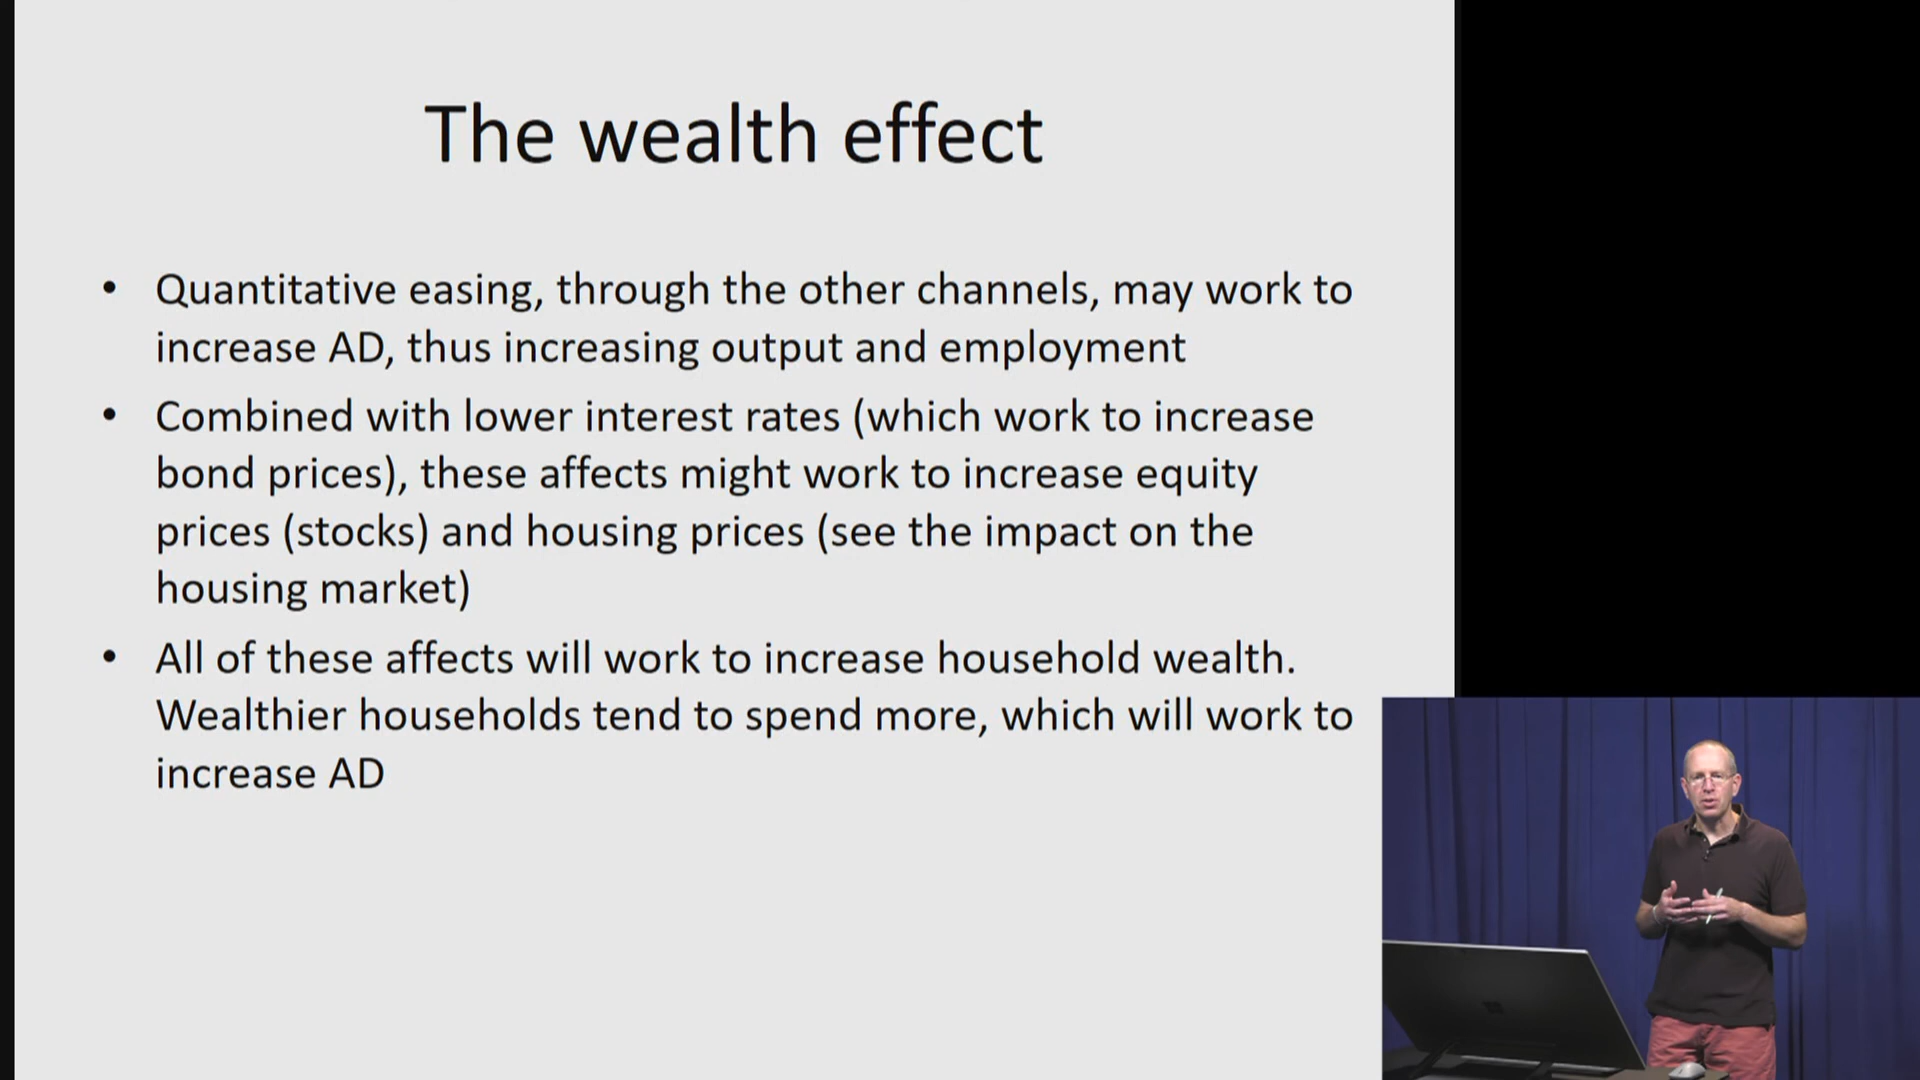 The wealth effect
• Quantitative easing, through the other channels, may work to
increase AD, thus increasing output and employment
• Combined with lower interest rates (which work to increase
bond prices), these affects might work to increase equity
prices (stocks) and housing prices (see the impact on the
housing market)
• All of these affects will work to increase household wealth.
Wealthier households tend to spend more, which will work to
increase AD